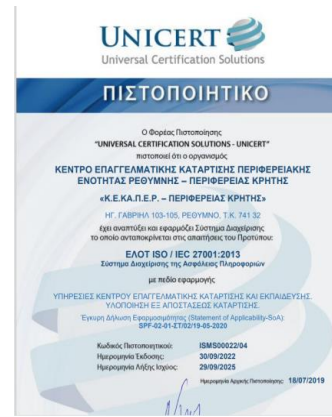 UNICERT
Universal Certification Solutions
ΠΙΣΤΟΠΟΙΗΤΙΚΟ
Ο Φορέας Πιστοποίησης
"UNIVERSAL CERTIFICATION SOLUTIONS - UNICERT"
πιστοποιεί ότι ο οργανισμός
ΚΕΝΤΡΟ ΕΠΑΓΓΕΛΜΑΤΙΚΗΣ ΚΑΤΑΡΤΙΣΗΣ ΠΕΡΙΦΕΡΕΙΑΚΗΣ
ΕΝΟΤΗΤΑΣ ΡΕΘΥΜΝΗΣ – ΠΕΡΙΦΕΡΕΙΑΣ ΚΡΗΤΗΣ
«Κ.Ε.ΚΑ.Π.Ε.Ρ. – ΠΕΡΙΦΕΡΕΙΑΣ ΚΡΗΤΗΣ»
ΗΓ. ΓΑΒΡΙΗΛ 103-105, ΡΕΘΥΜΝΟ, Τ.Κ. 741 32
έχει αναπτύξει και εφαρμόζει Σύστημα Διαχείρισης
το οποίο ανταποκρίνεται στις απαιτήσεις του Προτύπου:
ΕΛΟΤ ISO / IEC 27001:2013
Σύστημα Διαχείρισης της Ασφάλειας Πληροφοριών
με πεδίο εφαρμογής
ΥΠΗΡΕΣΙΕΣ ΚΕΝΤΡΟΥ ΕΠΑΓΓΕΛΜΑΤΙΚΗΣ ΚΑΤΑΡΤΙΣΗΣ ΚΑΙ ΕΚΠΑΙΔΕΥΣΗΣ.
ΥΛΟΠΟΙΗΣΗ ΕΞ ΑΠΟΣΤΑΣΕΩΣ ΚΑΤΑΡΤΙΣΗΣ.
Έγκυρη Δήλωση Εφαρμοσιμότητας (Statement of Applicability-SoA)
SPF-02-01-ΣΤ/02/19-05-2020
Κωδικός Πιστοποιητικού: ISMS00022/04
Ημερομηνία Έκδοσης: 30/09/2022
Ημερομηνία Λήξης Ισχύος: 29/09/2025
Ημερομηνία Αρχικής Πιστοποίησης: 18/07/2019